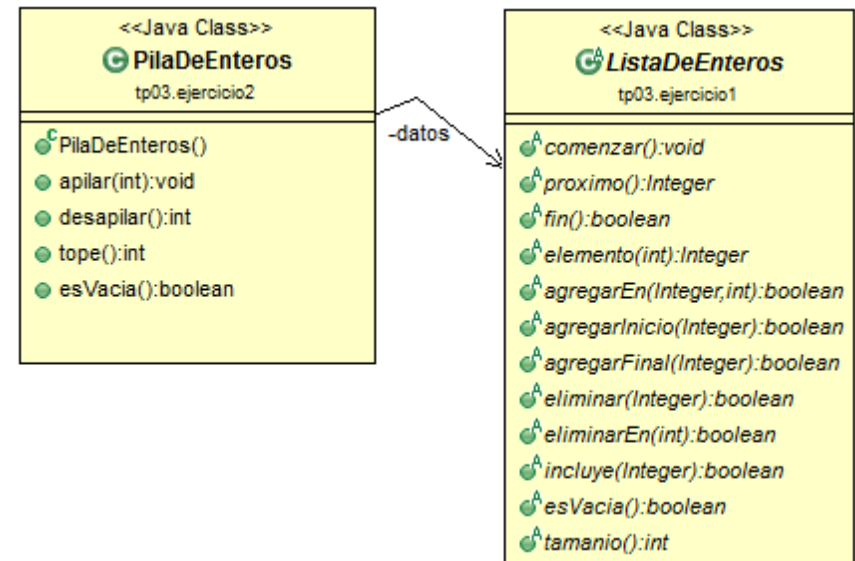 <<Java Class>>
PilaDeEnteros
tp03.ejercicio2
PilaDeEnteros()
apilar(int):void
desapilar():int
tope():int
esVacia():boolean
-datos
<<Java Class>>
ListaDeEnteros
tp03.ejercicio1
comenzar():void
proximo():Integer
fin():boolean
elemento(int):Integer
agregarEn(Integer,int):boolean
agregarInicio(Integer):boolean
agregarFinal(Integer):boolean
eliminar(Integer):boolean
eliminarEn(int):boolean
incluye(Integer):boolean
esVacia():boolean
tamanio():int